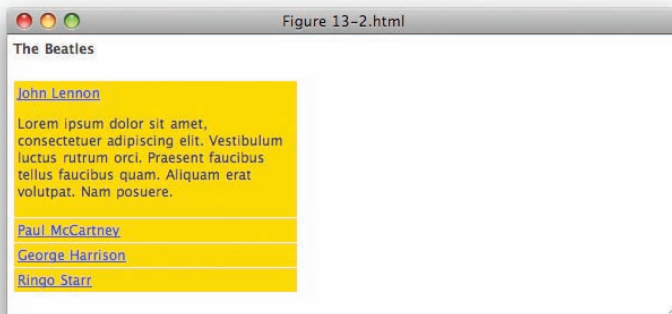 Figure 13-2.html
The Beatles
John Lennon
Lorem ipsum dolor sit amet,
consectetuer adipiscing elit. Vestibulum
luctus rutrum orci. Praesent faucibus
tellus faucibus quam. Aliquam erat
volutpat. Nam posuere.
Paul McCartney
George Harrison
Ringo Starr